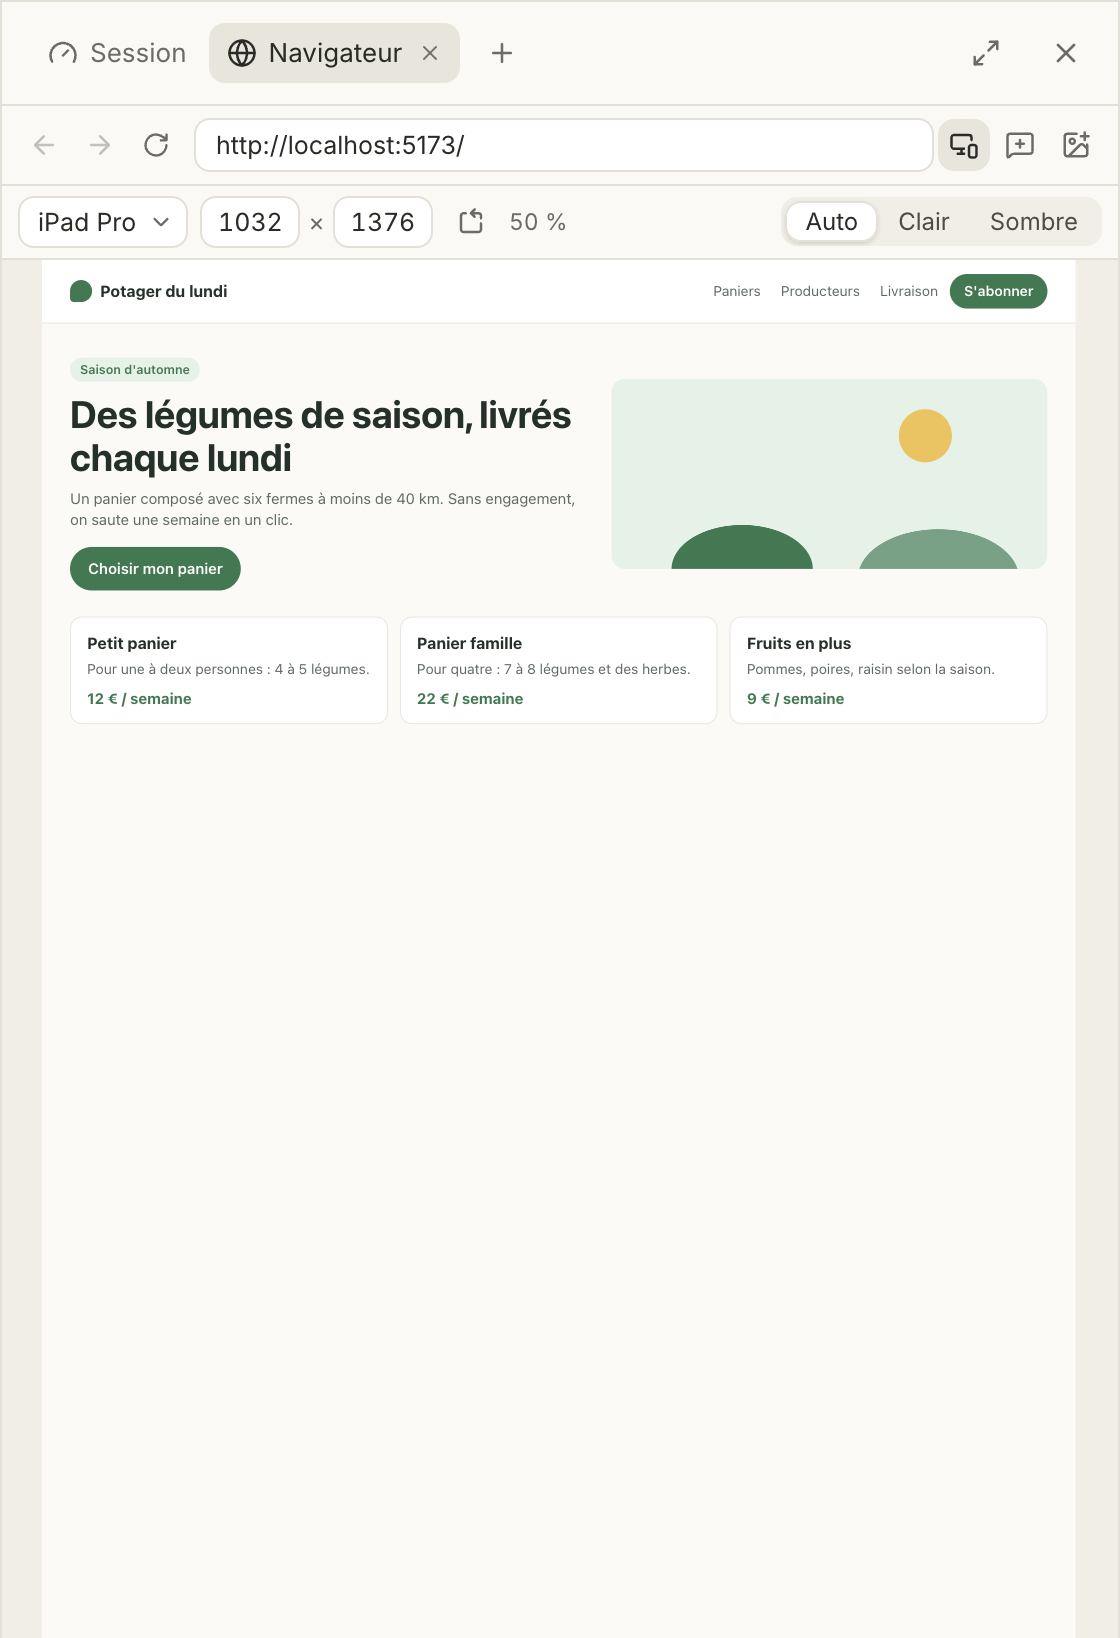 Session
Navigateur
http://localhost:5173/
iPad Pro
1032 × 1376
50 %
Auto
Clair
Sombre
Potager du lundi
Paniers
Producteurs
Livraison
S'abonner
Saison d'automne
Des légumes de saison, livrés
chaque lundi
Un panier composé avec six fermes à moins de 40 km. Sans engagement,
on saute une semaine en un clic.
Choisir mon panier
Petit panier
Pour une à deux personnes : 4 à 5 légumes.
12 € / semaine
Panier famille
Pour quatre : 7 à 8 légumes et des herbes.
22 € / semaine
Fruits en plus
Pommes, poires, raisin selon la saison.
9 € / semaine